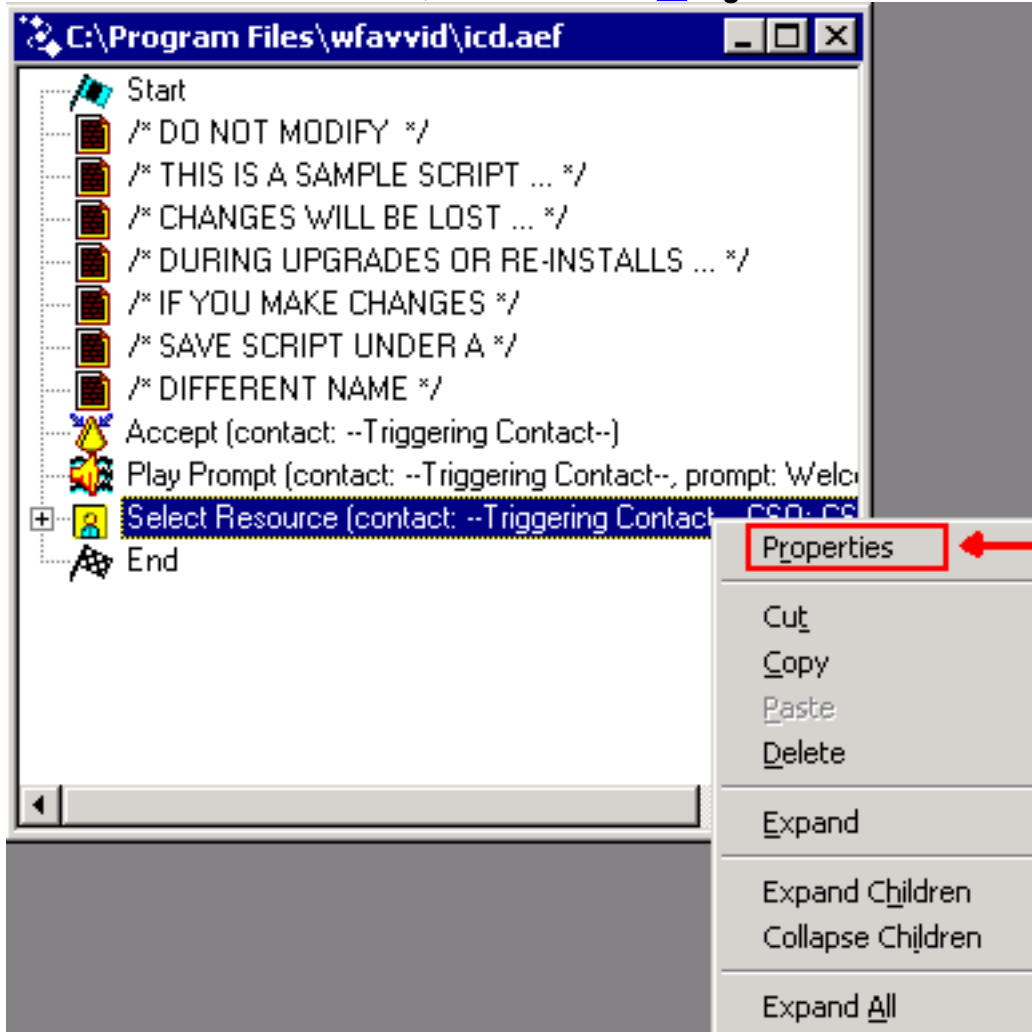 C:\Program Files\wfavvid\icd.aef
Start
/* DO NOT MODIFY */
/* THIS IS A SAMPLE SCRIPT ... */
/* CHANGES WILL BE LOST ... */
/* DURING UPGRADES OR RE-INSTALLS ... */
/* IF YOU MAKE CHANGES */
/* SAVE SCRIPT UNDER A */
/* DIFFERENT NAME */
Accept (contact: --Triggering Contact--)
Play Prompt (contact: --Triggering Contact--, prompt: Welc
Select Resource (contact: --Triggering Contact
End
Properties
Cut
Copy
Paste
Delete
Expand
Expand Children
Collapse Children
Expand All